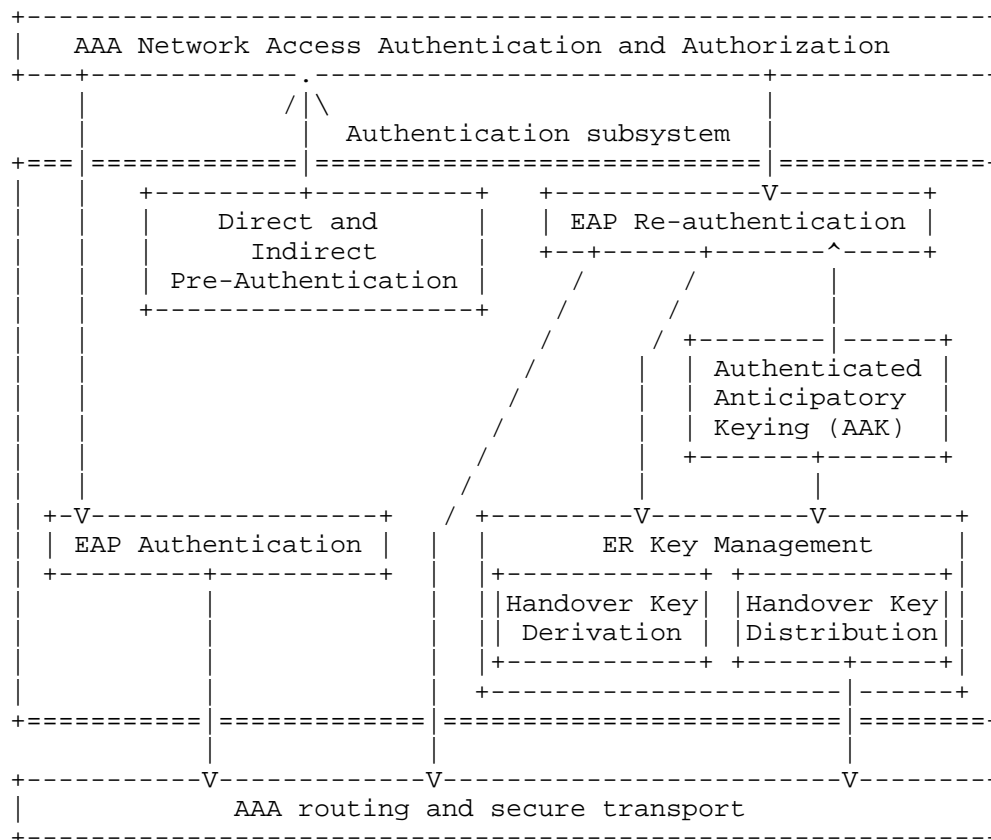 AAA Network Access Authentication and Authorization
Authentication subsystem
Direct and
Indirect
Pre-Authentication
EAP Re-authentication
Authenticated
Anticipatory
Keying (AAK)
EAP Authentication
ER Key Management
Handover Key
Derivation
Handover Key
Distribution
AAA routing and secure transport